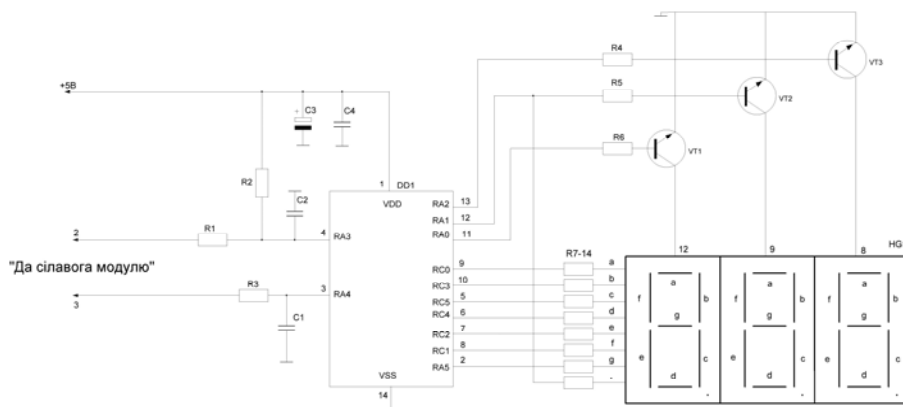 R4
VT3
R5
VT2
+5В
C3
+
C4
R6
VT1
R2
1
DD1
VDD
C2
RA2
13
RA1
12
RA0
11
2
R1
4
RA3
"Да сілавога модулю"
R3
3
RA4
3
C1
VSS
14
RC0
9
RC3
10
RC5
5
RC4
6
RC2
7
RC1
8
RA5
2
R7-14
a
b
c
d
e
f
g
.
12
9
8
HG
a
f
b
g
e
c
d
.
a
f
b
g
e
c
d
.
a
f
b
g
e
c
d
.